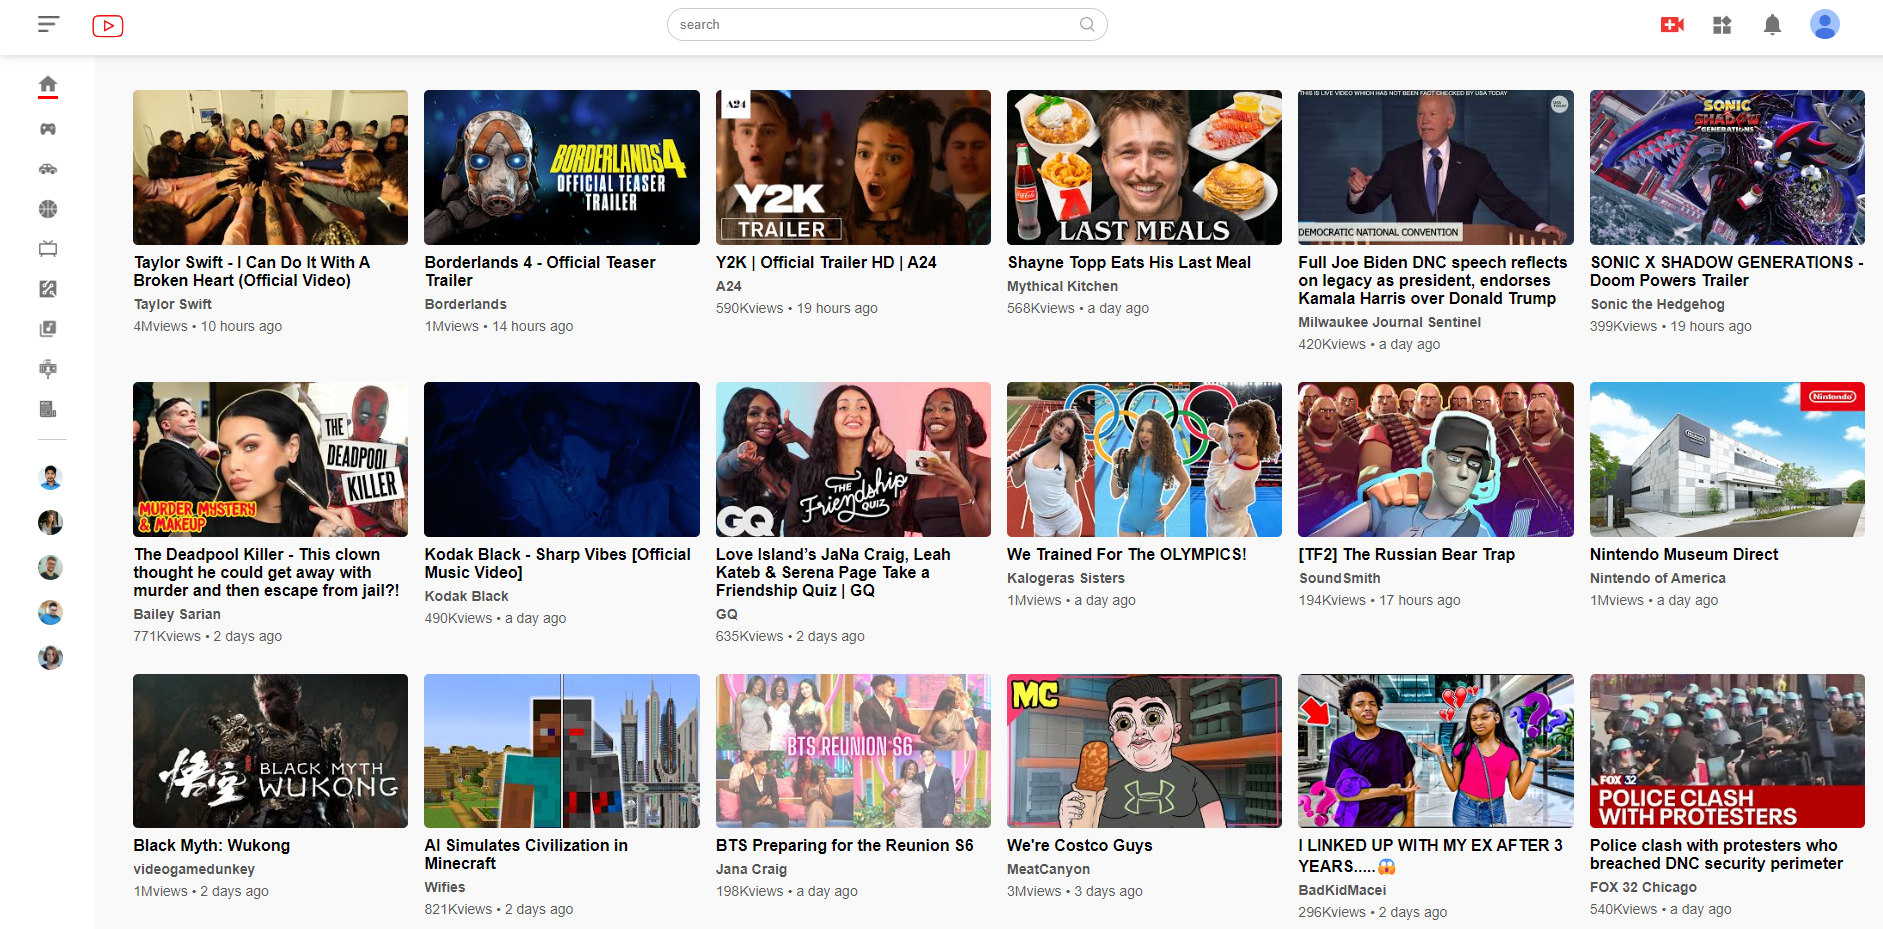 search
A24
Y2K
TRAILER
BORDERLANDS 4
OFFICIAL TEASER
TRAILER
LAST MEALS
THIS IS LIVE VIDEO WHICH HAS NOT BEEN FACT CHECKED BY USA TODAY
USA TODAY
DEMOCRATIC NATIONAL CONVENTION
SONIC
SHADOW
GENERATIONS
Taylor Swift - I Can Do It With A
Broken Heart (Official Video)
Taylor Swift
4Mviews • 10 hours ago
Borderlands 4 - Official Teaser
Trailer
Borderlands
1Mviews • 14 hours ago
Y2K | Official Trailer HD | A24
A24
590Kviews • 19 hours ago
Shayne Topp Eats His Last Meal
Mythical Kitchen
568Kviews • a day ago
Full Joe Biden DNC speech reflects
on legacy as president, endorses
Kamala Harris over Donald Trump
Milwaukee Journal Sentinel
420Kviews • a day ago
SONIC X SHADOW GENERATIONS -
Doom Powers Trailer
Sonic the Hedgehog
399Kviews • 19 hours ago
THE
DEADPOOL
KILLER
MURDER MYSTERY
& MAKEUP
GQ
THE
Friendship
QUIZ
Nintendo
The Deadpool Killer - This clown
thought he could get away with
murder and then escape from jail?!
Bailey Sarian
771Kviews • 2 days ago
Kodak Black - Sharp Vibes [Official
Music Video]
Kodak Black
490Kviews • a day ago
Love Island’s JaNa Craig, Leah
Kateb & Serena Page Take a
Friendship Quiz | GQ
GQ
635Kviews • 2 days ago
We Trained For The OLYMPICS!
Kalogeras Sisters
1Mviews • a day ago
[TF2] The Russian Bear Trap
SoundSmith
194Kviews • 17 hours ago
Nintendo Museum Direct
Nintendo of America
1Mviews • a day ago
悟空
BLACK MYTH
WUKONG
BTS REUNION S6
MC
FOX 32
POLICE CLASH
WITH PROTESTERS
Black Myth: Wukong
videogamedunkey
1Mviews • 2 days ago
AI Simulates Civilization in
Minecraft
Wifies
821Kviews • 2 days ago
BTS Preparing for the Reunion S6
Jana Craig
198Kviews • a day ago
We're Costco Guys
MeatCanyon
3Mviews • 3 days ago
I LINKED UP WITH MY EX AFTER 3
YEARS.....😱
BadKidMacei
296Kviews • 2 days ago
Police clash with protesters who
breached DNC security perimeter
FOX 32 Chicago
540Kviews • a day ago